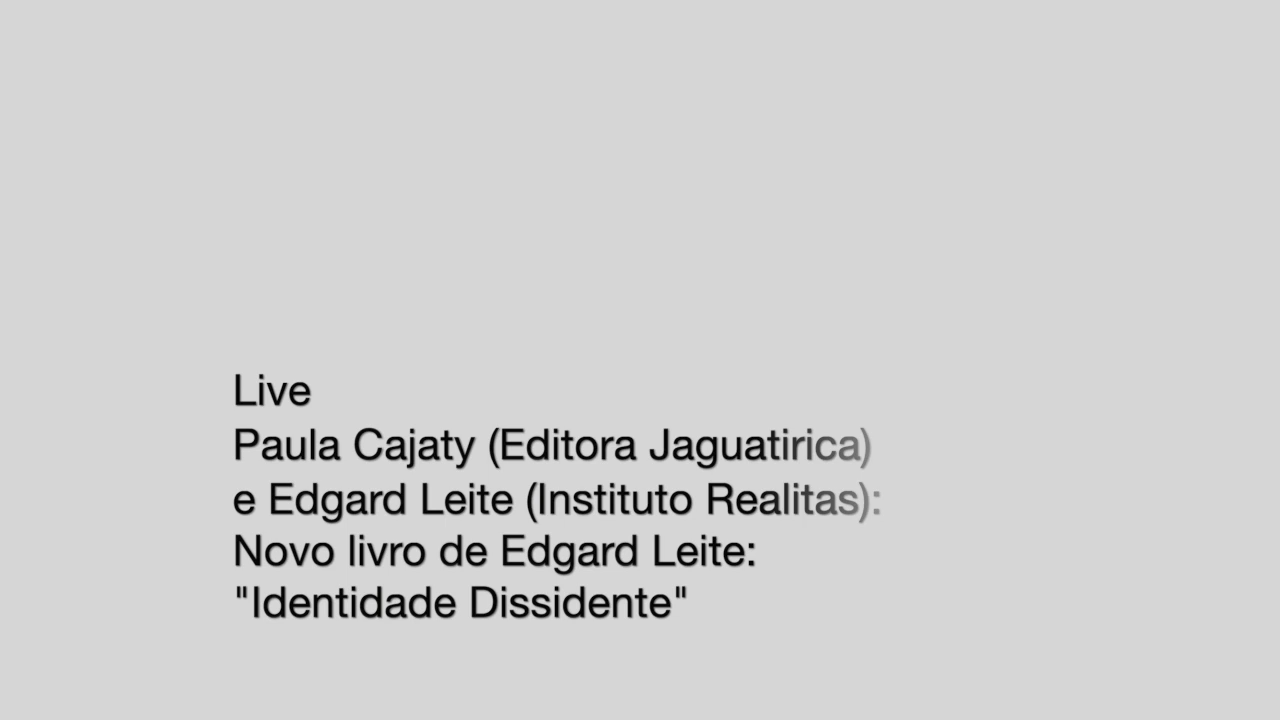 Live
Paula Cajaty (Editora Jaguatirica)
e Edgard Leite (Instituto Realitas):
Novo livro de Edgard Leite:
"Identidade Dissidente"